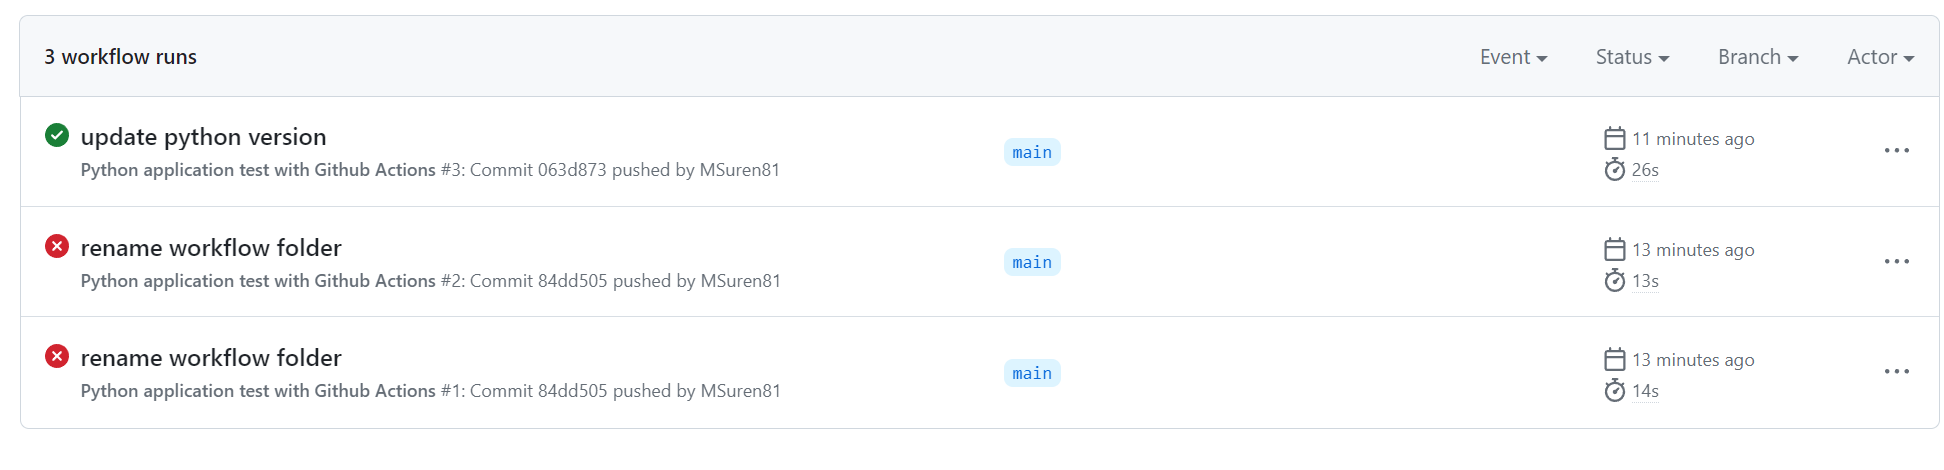 3 workflow runs
Event Status Branch Actor
update python version
Python application test with Github Actions #3: Commit 063d873 pushed by MSuren81
main
11 minutes ago
26s
rename workflow folder
Python application test with Github Actions #2: Commit 84dd505 pushed by MSuren81
main
13 minutes ago
13s
rename workflow folder
Python application test with Github Actions #1: Commit 84dd505 pushed by MSuren81
main
13 minutes ago
14s